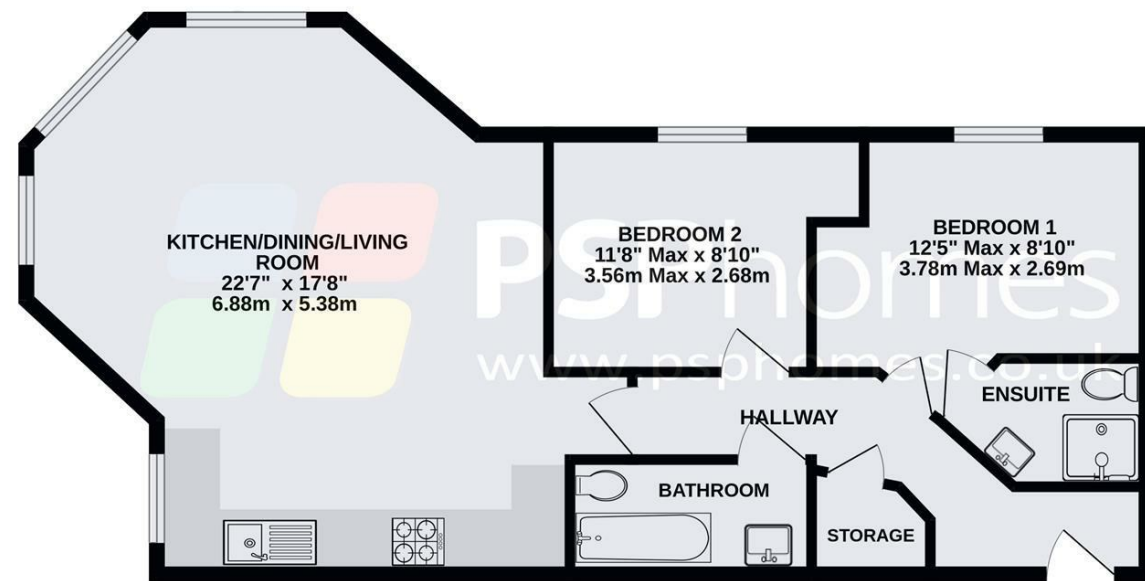 KITCHEN/DINING/LIVING
ROOM
22'7" x 17'8"
6.88m x 5.38m
BEDROOM 2
11'8" Max x 8'10"
3.56m Max x 2.68m
BEDROOM 1
12'5" Max x 8'10"
3.78m Max x 2.69m
PSPhomes
www.psphomes.co.uk
ENSUITE
HALLWAY
BATHROOM
STORAGE